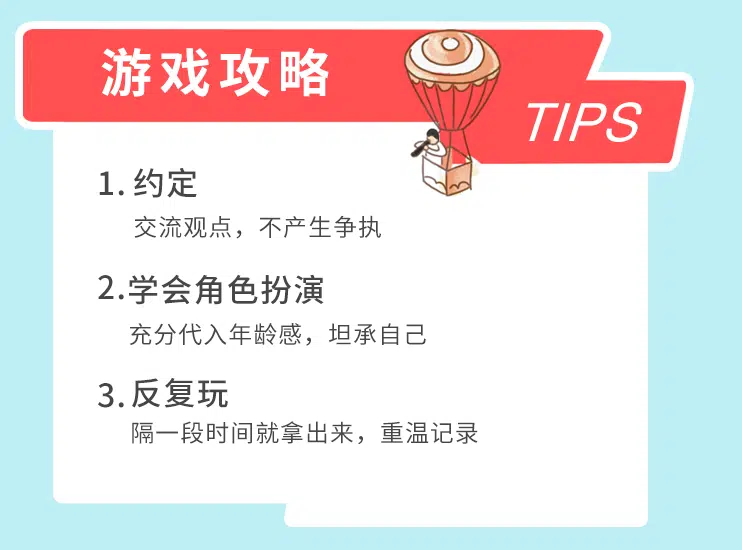 游戏攻略
TIPS
1. 约定
交流观点，不产生争执
2.学会角色扮演
充分代入年龄感，坦承自己
3. 反复玩
隔一段时间就拿出来，重温记录